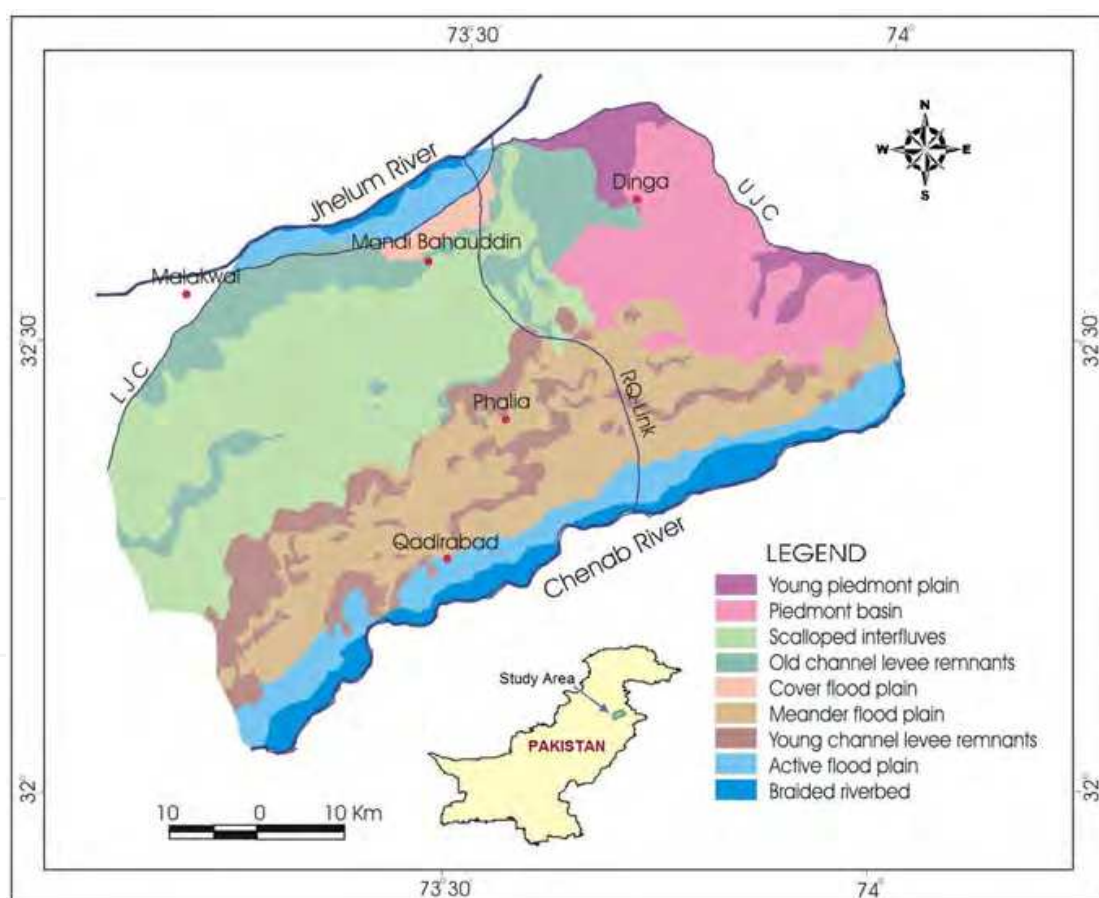 73° 30
74°
N
W
E
S
Jhelum River
Dinga
UJC
Mandi Bahauddin
Malakwal
32° 30
32° 30
LJC
RQ-Link
Phalia
Qadirabad
Chenab River
LEGEND
Young piedmont plain
Piedmont basin
Scalloped interfluves
Old channel levee remnants
Cover flood plain
Meander flood plain
Young channel levee remnants
Active flood plain
Braided riverbed
Study Area
PAKISTAN
32°
32°
10 0 10 Km
73° 30
74°